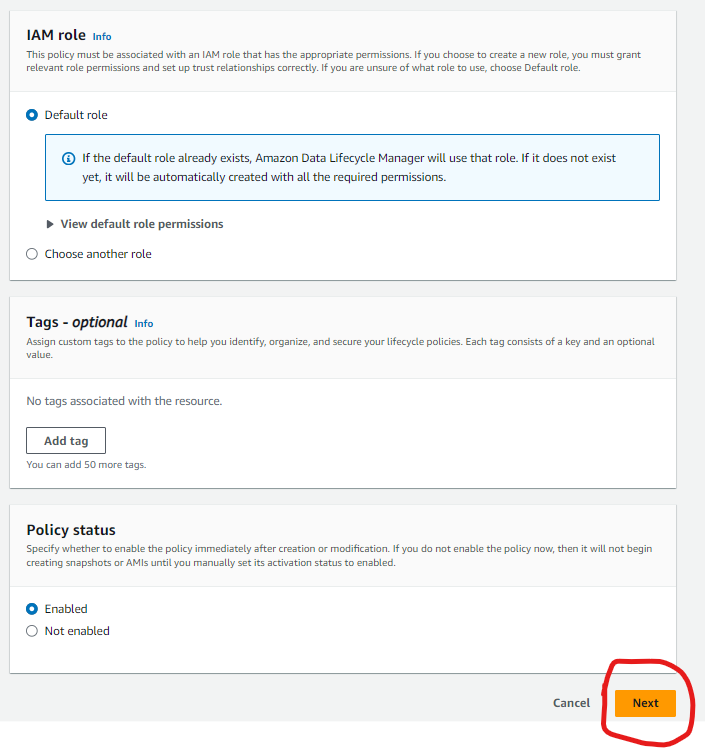 IAM role Info
This policy must be associated with an IAM role that has the appropriate permissions. If you choose to create a new role, you must grant
relevant role permissions and set up trust relationships correctly. If you are unsure of what role to use, choose Default role.
Default role
If the default role already exists, Amazon Data Lifecycle Manager will use that role. If it does not exist
yet, it will be automatically created with all the required permissions.
View default role permissions
Choose another role
Tags - optional Info
Assign custom tags to the policy to help you identify, organize, and secure your lifecycle policies. Each tag consists of a key and an optional
value.
No tags associated with the resource.
Add tag
You can add 50 more tags.
Policy status
Specify whether to enable the policy immediately after creation or modification. If you do not enable the policy now, then it will not begin
creating snapshots or AMIs until you manually set its activation status to enabled.
Enabled
Not enabled
Cancel Next